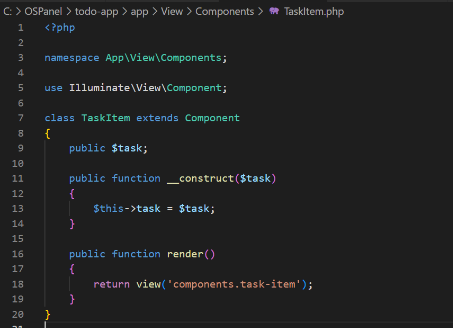 C: > OSPanel > todo-app > app > View > Components > TaskItem.php
1 <?php
2
3 namespace App\View\Components;
4
5 use Illuminate\View\Component;
6
7 class TaskItem extends Component
8 {
9     public $task;
10
11     public function __construct($task)
12     {
13         $this->task = $task;
14     }
15
16     public function render()
17     {
18         return view('components.task-item');
19     }
20 }
21